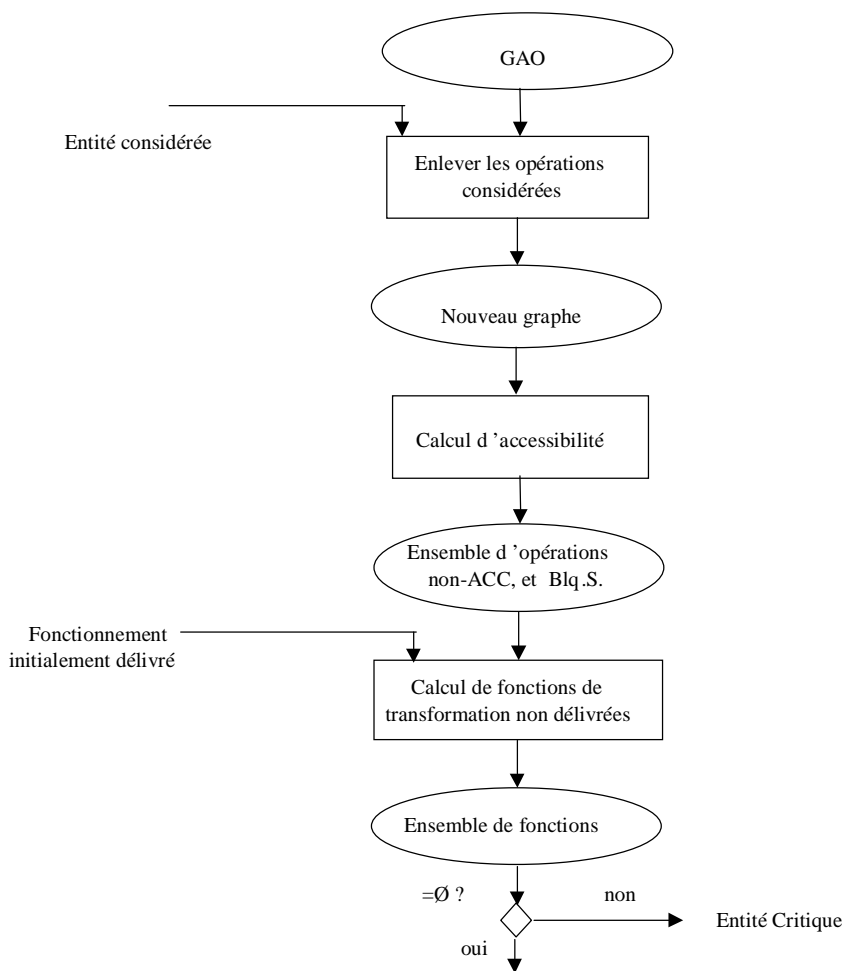 GAO
Entité considérée
Enlever les opérations
considérées
Nouveau graphe
Calcul d ’accessibilité
Ensemble d ’opérations
non-ACC, et Blq.S.
Fonctionnement
initialement délivré
Calcul de fonctions de
transformation non délivrées
Ensemble de fonctions
=Ø ?
non
Entité Critique
oui